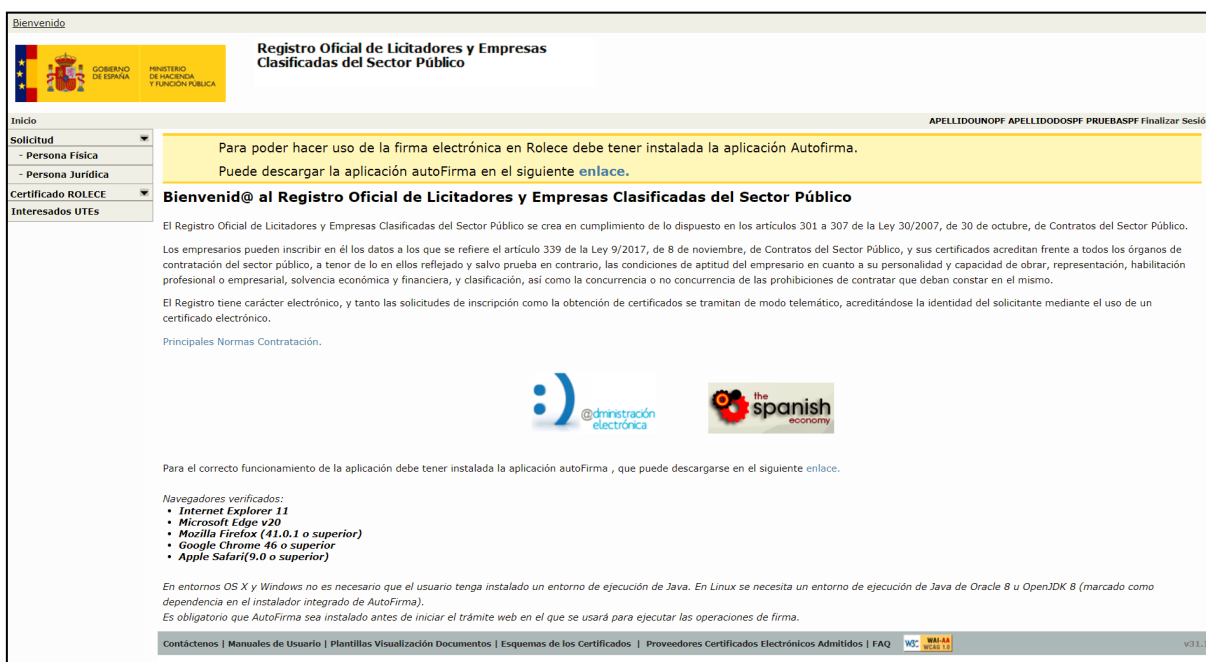 Bienvenido
GOBIERNO
DE ESPAÑA
MINISTERIO
DE HACIENDA
Y FUNCIÓN PÚBLICA
Registro Oficial de Licitadores y Empresas
Clasificadas del Sector Público
Inicio
APELLIDOUNOPF APELLIDODOSPF PRUEBASPF Finalizar Sesió
Solicitud
- Persona Física
- Persona Jurídica
Certificado ROLECE
Interesados UTEs
Para poder hacer uso de la firma electrónica en Rolece debe tener instalada la aplicación Autofirma.
Puede descargar la aplicación autoFirma en el siguiente enlace.
Bienvenid@ al Registro Oficial de Licitadores y Empresas Clasificadas del Sector Público
El Registro Oficial de Licitadores y Empresas Clasificadas del Sector Público se crea en cumplimiento de lo dispuesto en los artículos 301 a 307 de la Ley 30/2007, de 30 de octubre, de Contratos del Sector Público.
Los empresarios pueden inscribir en él los datos a los que se refiere el artículo 339 de la Ley 9/2017, de 8 de noviembre, de Contratos del Sector Público, y sus certificados acreditan frente a todos los órganos de
contratación del sector público, a tenor de lo en ellos reflejado y salvo prueba en contrario, las condiciones de aptitud del empresario en cuanto a su personalidad y capacidad de obrar, representación, habilitación
profesional o empresarial, solvencia económica y financiera, y clasificación, así como la concurrencia o no concurrencia de las prohibiciones de contratar que deban constar en el mismo.
El Registro tiene carácter electrónico, y tanto las solicitudes de inscripción como la obtención de certificados se tramitan de modo telemático, acreditándose la identidad del solicitante mediante el uso de un
certificado electrónico.
Principales Normas Contratación.
@dministración
electrónica
the
spanish
economy
Para el correcto funcionamiento de la aplicación debe tener instalada la aplicación autoFirma , que puede descargarse en el siguiente enlace.
Navegadores verificados:
• Internet Explorer 11
• Microsoft Edge v20
• Mozilla Firefox (41.0.1 o superior)
• Google Chrome 46 o superior
• Apple Safari(9.0 o superior)
En entornos OS X y Windows no es necesario que el usuario tenga instalado un entorno de ejecución de Java. En Linux se necesita un entorno de ejecución de Java de Oracle 8 u OpenJDK 8 (marcado como
dependencia en el instalador integrado de AutoFirma).
Es obligatorio que AutoFirma sea instalado antes de iniciar el trámite web en el que se usará para ejecutar las operaciones de firma.
Contáctenos | Manuales de Usuario | Plantillas Visualización Documentos | Esquemas de los Certificados | Proveedores Certificados Electrónicos Admitidos | FAQ
W3C WAI-AA
WCAG 1.0
v31.